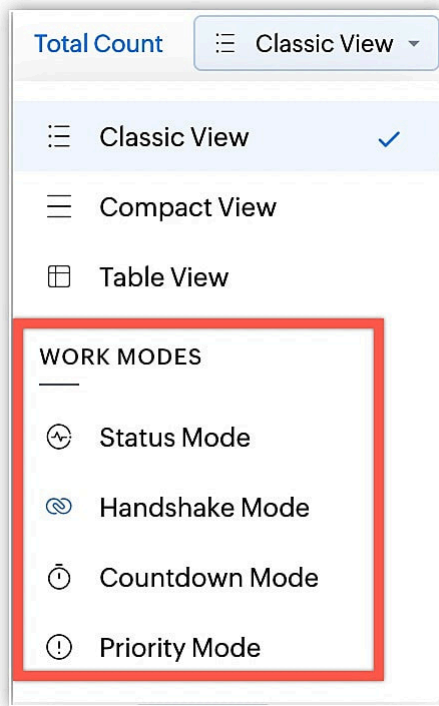 Total Count Classic View
Classic View
Compact View
Table View
WORK MODES
Status Mode
Handshake Mode
Countdown Mode
Priority Mode